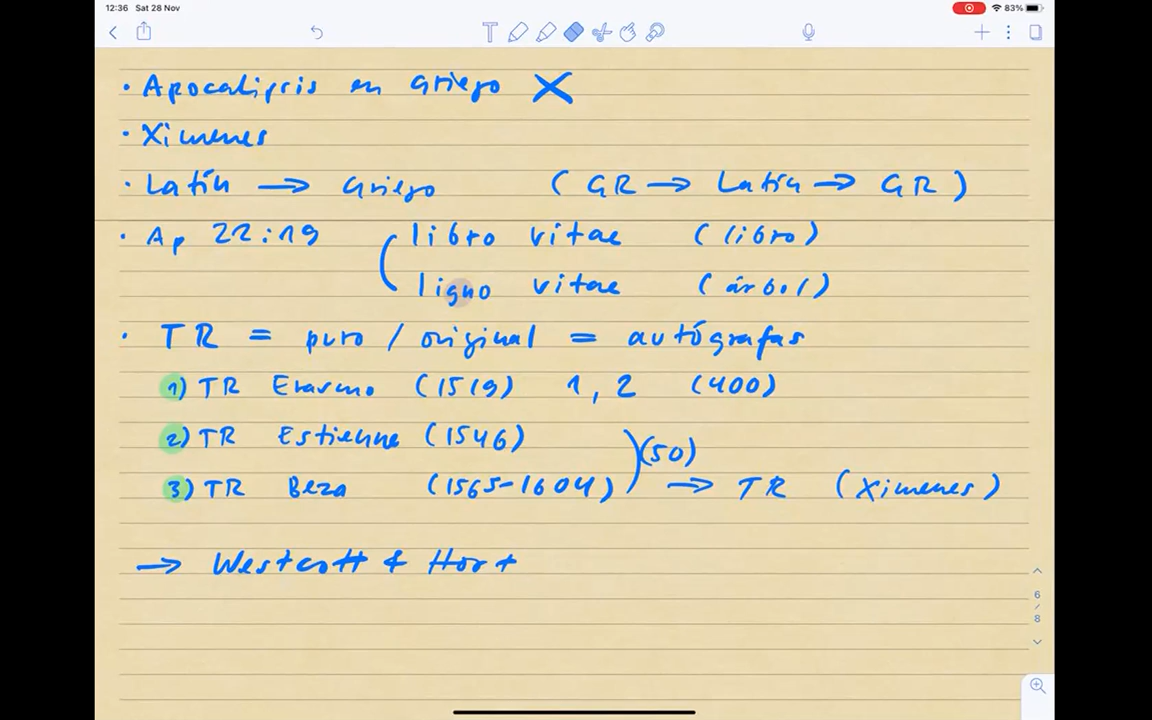 12:36 Sat 28 Nov 83%
• Apocalipsis en Griego X
• Ximenes
• Latín → Griego (GR → Latín → GR)
• Ap 22:19 ( libro vitae (libro)
ligno vitae (árbol)
• TR = puro / original = autógrafas
1) TR Erasmo (1519) 1, 2 (400)
2) TR Estienne (1546)
) (50)
3) TR Beza (1565-1604) → TR (Ximenes)
→ Westcott & Hort
6
/
8